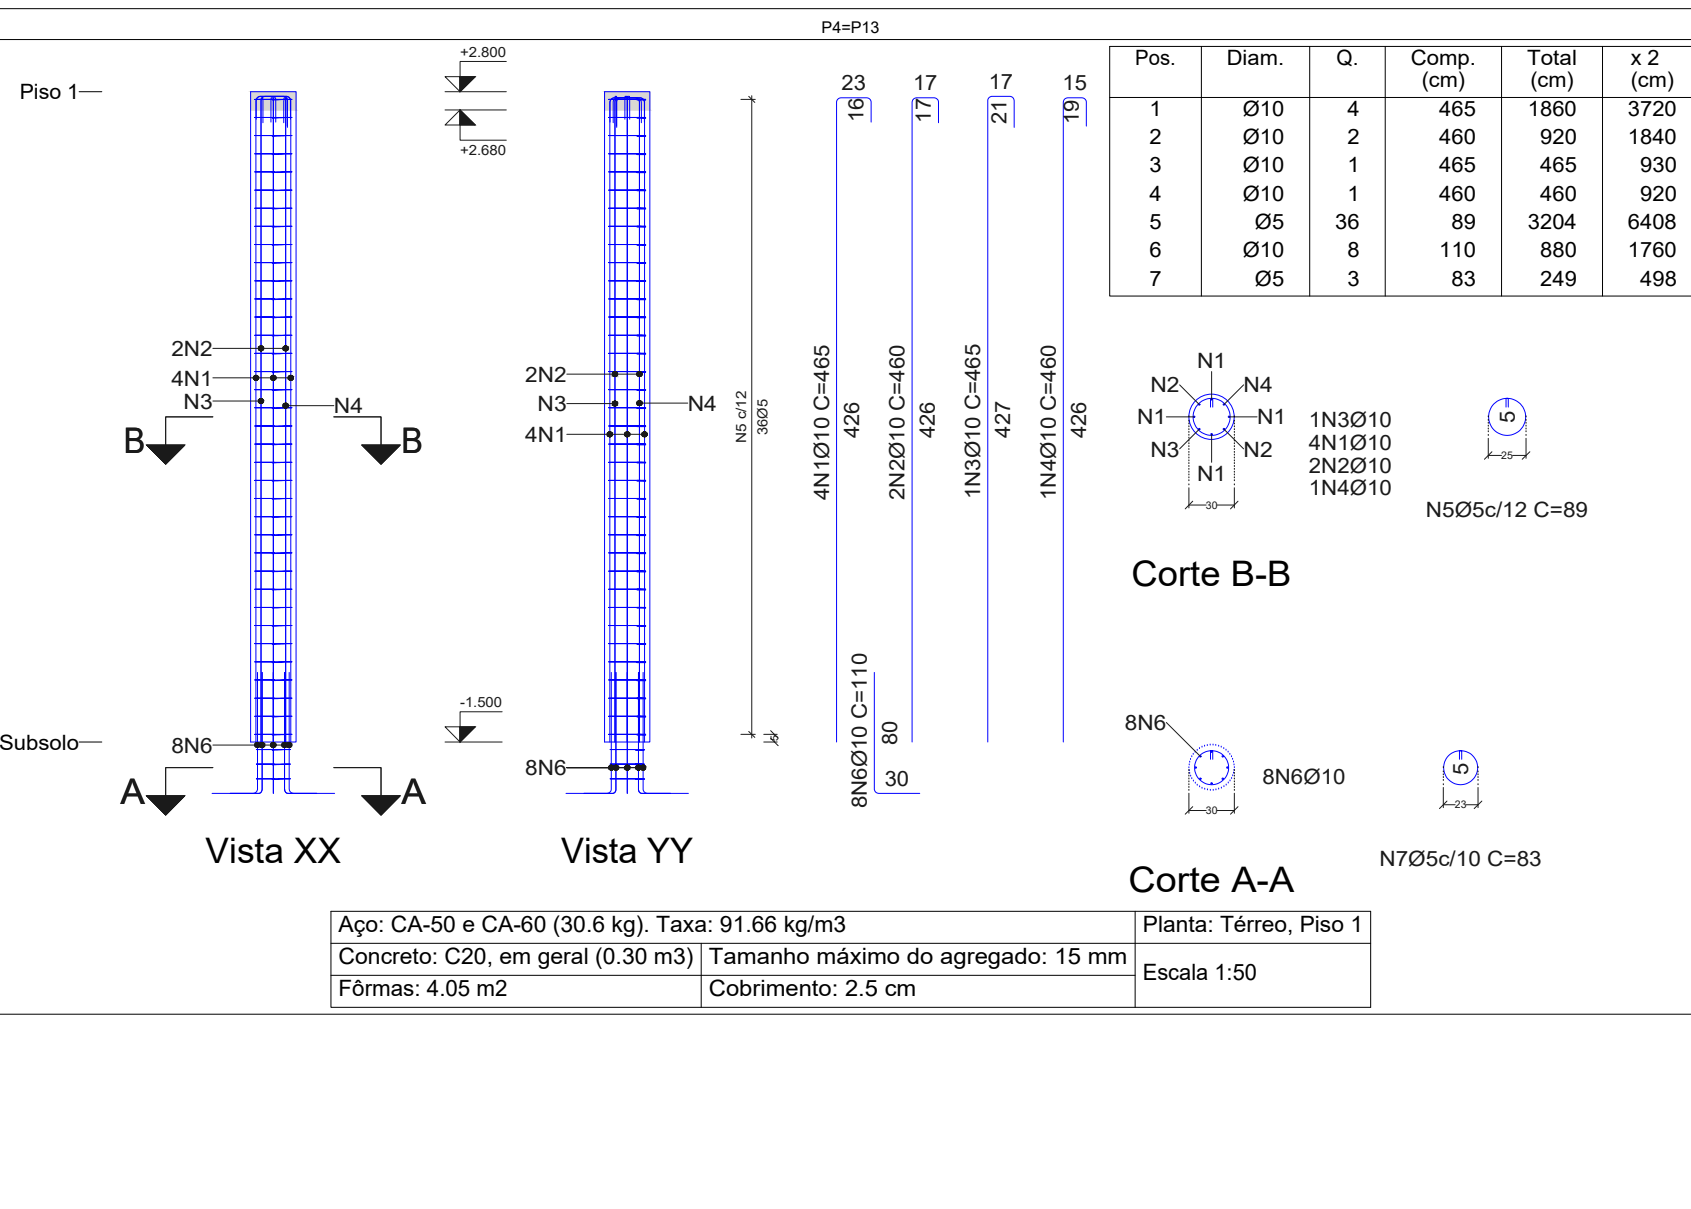 P4=P13
Piso 1
+2.800
+2.680
2N2
4N1
N3
N4
B
B
-1.500
Subsolo
8N6
A
A
Vista XX
2N2
N3
N4
4N1
8N6
Vista YY
N5 c/12
36Ø5
5
23
16
4N1Ø10 C=465
426
17
17
2N2Ø10 C=460
426
17
21
1N3Ø10 C=465
427
15
19
1N4Ø10 C=460
426
8N6Ø10 C=110
80
30
Pos. Diam. Q. Comp. (cm) Total (cm) x 2 (cm)
1 Ø10 4 465 1860 3720
2 Ø10 2 460 920 1840
3 Ø10 1 465 465 930
4 Ø10 1 460 460 920
5 Ø5 36 89 3204 6408
6 Ø10 8 110 880 1760
7 Ø5 3 83 249 498
N1
N2
N4
N1
N1
N3
N2
N1
30
1N3Ø10
4N1Ø10
2N2Ø10
1N4Ø10
5
25
N5Ø5c/12 C=89
Corte B-B
8N6
30
8N6Ø10
5
23
N7Ø5c/10 C=83
Corte A-A
Aço: CA-50 e CA-60 (30.6 kg). Taxa: 91.66 kg/m3
Planta: Térreo, Piso 1
Concreto: C20, em geral (0.30 m3)
Tamanho máximo do agregado: 15 mm
Escala 1:50
Fôrmas: 4.05 m2
Cobrimento: 2.5 cm